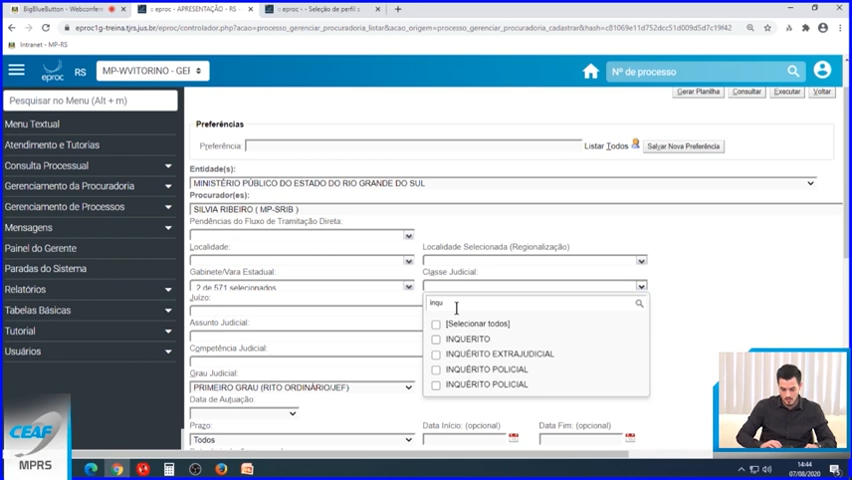 BigBlueButton - Webconfere
:: eproc - APRESENTAÇÃO - RS -
:: eproc - - Seleção de perfil ::
eproc1g-treina.tjrs.jus.br/eproc/controlador.php?acao=processo_gerenciar_procuradoria_listar&acao_origem=processo_gerenciar_procuradoria_cadastrar&hash=c81069e11d757dbc51d009d5d7cd12...
Intranet - MP-RS
eproc
RS
MP-WVITORINO - GEF
Nº de processo
Pesquisar no Menu (Alt + m)
Gerar Planilha
Consultar
Executar
Voltar
Menu Textual
Atendimento e Tutorias
Consulta Processual
Gerenciamento da Procuradoria
Gerenciamento de Processos
Mensagens
Painel do Gerente
Paradas do Sistema
Relatórios
Tabelas Básicas
Tutorial
Usuários
Preferências
Preferência
Listar Todos
Salvar Nova Preferência
Entidade(s):
MINISTÉRIO PÚBLICO DO ESTADO DO RIO GRANDE DO SUL
Procurador(es):
SILVIA RIBEIRO ( MP-SRIB )
Pendências do Fluxo de Tramitação Direta:
Localidade:
Localidade Selecionada (Regionalização)
Gabinete/Vara Estadual:
Classe Judicial:
2 de 571 selecionados
Juízo:
inqu
[Selecionar todos]
INQUERITO
INQUÉRITO EXTRAJUDICIAL
INQUÉRITO POLICIAL
INQUÉRITO POLICIAL
Assunto Judicial:
Competência Judicial:
Grau Judicial:
PRIMEIRO GRAU (RITO ORDINÁRIO/JEF)
Data de Autuação:
Prazo:
Data Início: (opcional)
Data Fim: (opcional)
Todos
CEAF
MPRS
14:44
07/08/2020